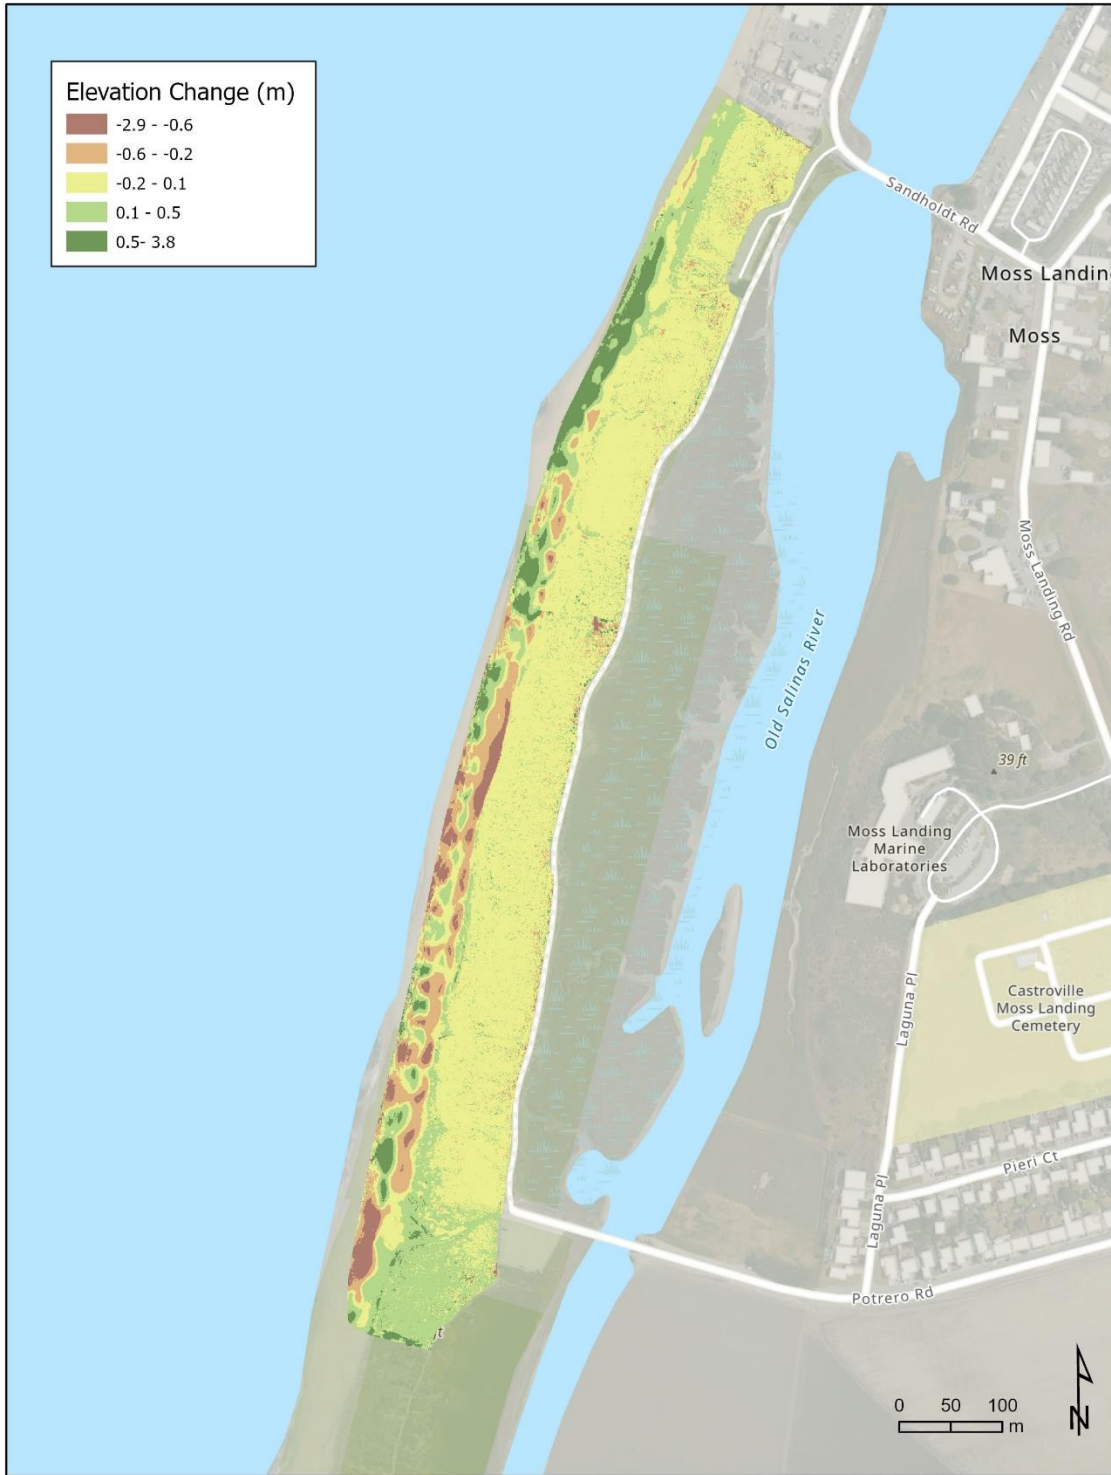 Elevation Change (m)
-2.9 - -0.6
-0.6 - -0.2
-0.2 - 0.1
0.1 - 0.5
0.5- 3.8
Sandholdt Rd
Moss Landing
Moss
Moss Landing Rd
Old Salinas River
39 ft
Moss Landing
Marine
Laboratories
Castroville
Moss Landing
Cemetery
Laguna Pl
Pieri Ct
Laguna Pl
Potrero Rd
ft
0 50 100
m
N